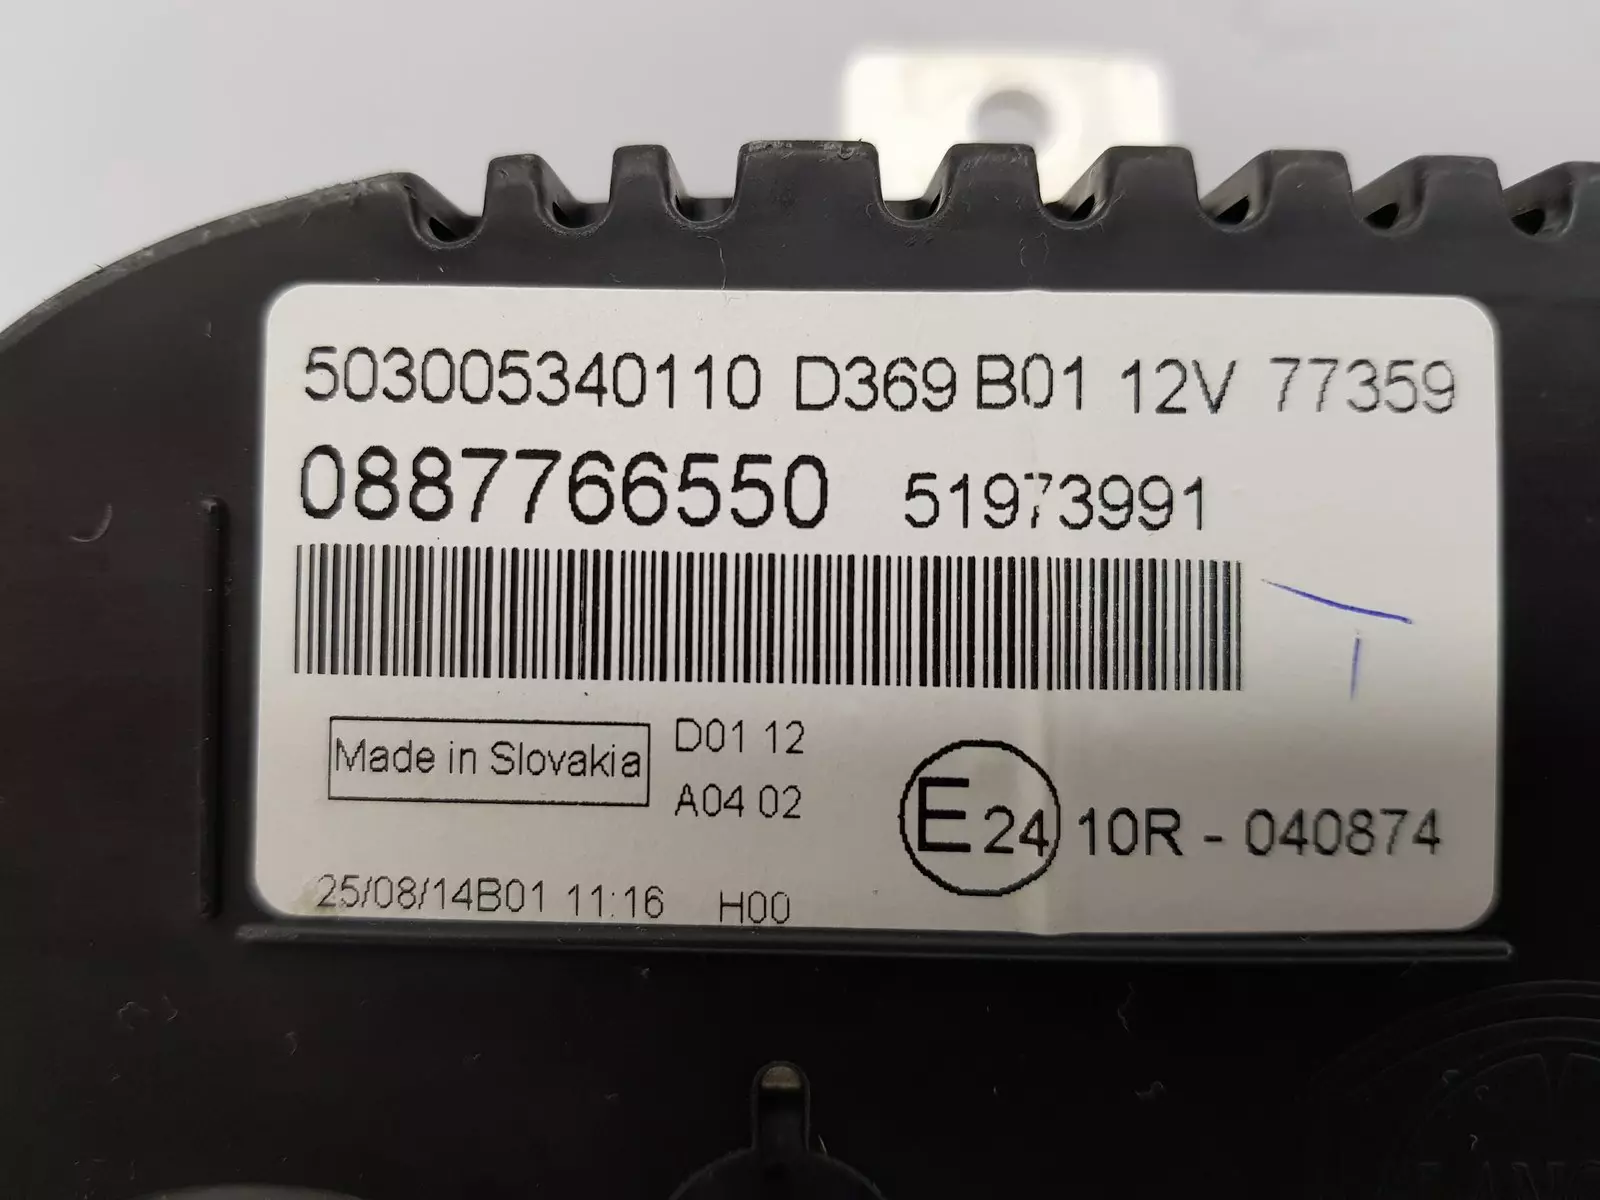 503005340110 D369 B01 12V 77359
0887766550 51973991
Made in Slovakia
D01 12
A04 02
E 24 10R - 040874
25/08/14B01 11:16 H00